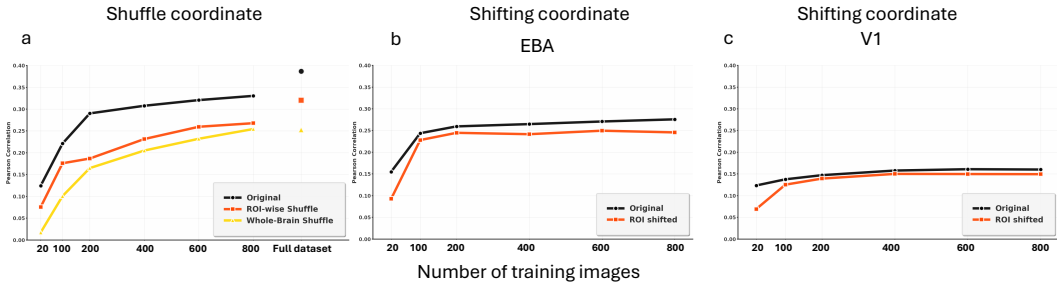 Shuffle coordinate
Shifting coordinate
Shifting coordinate
a
b
EBA
c
V1
Pearson Correlation
0.40
0.35
0.30
0.25
0.20
0.15
0.10
0.05
0.00
20 100 200 400 600 800 Full dataset
Original
ROI-wise Shuffle
Whole-Brain Shuffle
Pearson Correlation
0.40
0.35
0.30
0.25
0.20
0.15
0.10
0.05
0.00
20 100 200 400 600 800
Original
ROI shifted
Pearson Correlation
0.40
0.35
0.30
0.25
0.20
0.15
0.10
0.05
0.00
20 100 200 400 600 800
Original
ROI shifted
Number of training images